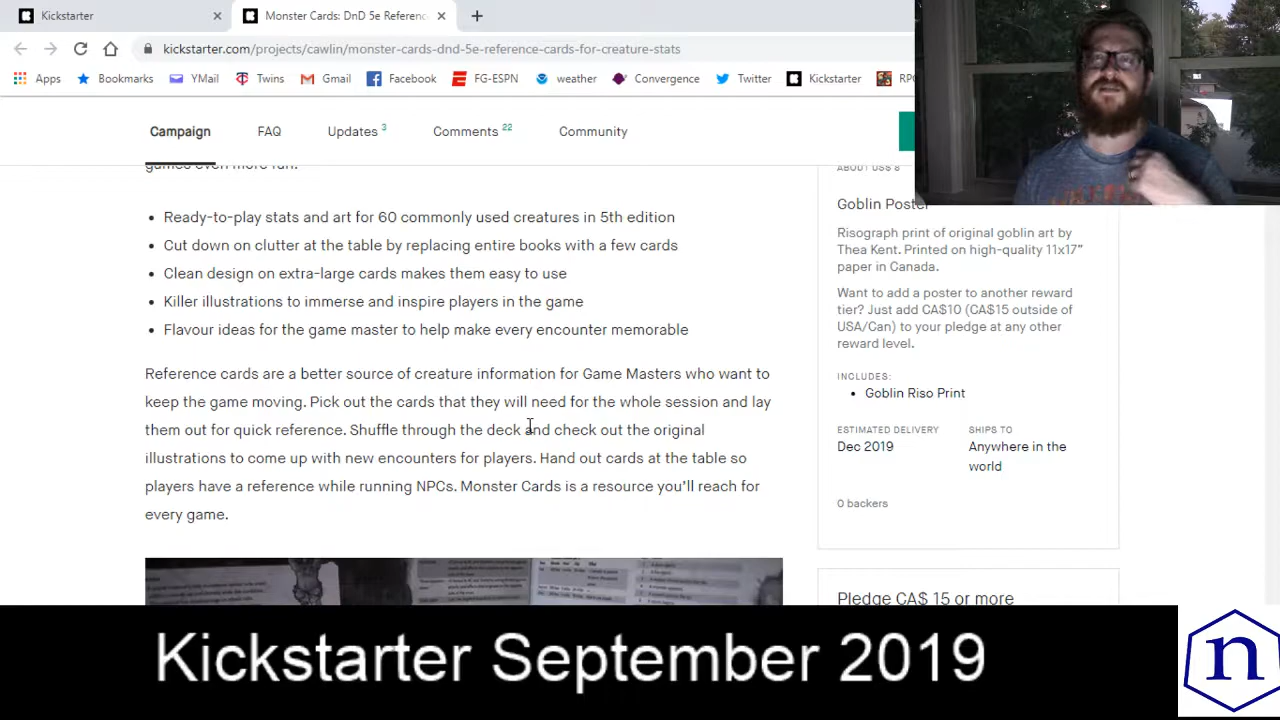 Kickstarter
Monster Cards: DnD 5e Referenc
kickstarter.com/projects/cawlin/monster-cards-dnd-5e-reference-cards-for-creature-stats
Apps Bookmarks YMail Twins Gmail Facebook FG-ESPN weather Convergence Twitter Kickstarter RPG
Campaign FAQ Updates 3 Comments 22 Community
games even more fun.
• Ready-to-play stats and art for 60 commonly used creatures in 5th edition
• Cut down on clutter at the table by replacing entire books with a few cards
• Clean design on extra-large cards makes them easy to use
• Killer illustrations to immerse and inspire players in the game
• Flavour ideas for the game master to help make every encounter memorable
Reference cards are a better source of creature information for Game Masters who want to
keep the game moving. Pick out the cards that they will need for the whole session and lay
them out for quick reference. Shuffle through the deck and check out the original
illustrations to come up with new encounters for players. Hand out cards at the table so
players have a reference while running NPCs. Monster Cards is a resource you'll reach for
every game.
ABOUT US$ 8
Goblin Poster
Risograph print of original goblin art by
Thea Kent. Printed on high-quality 11x17"
paper in Canada.
Want to add a poster to another reward
tier? Just add CA$10 (CA$15 outside of
USA/Can) to your pledge at any other
reward level.
INCLUDES:
• Goblin Riso Print
ESTIMATED DELIVERY
Dec 2019
SHIPS TO
Anywhere in the
world
0 backers
Pledge CA$ 15 or more
Kickstarter September 2019
n